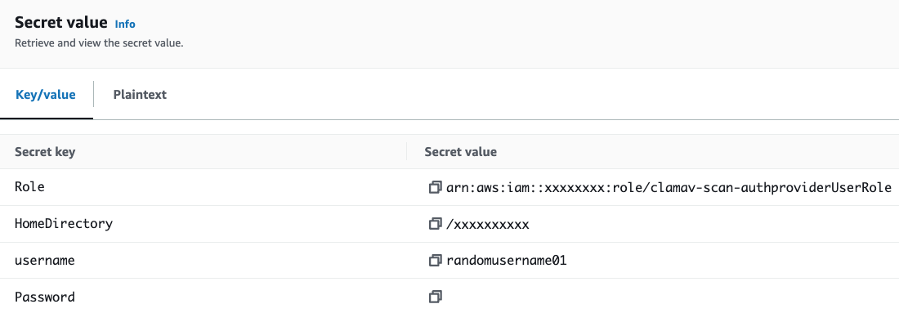 Secret value Info
Retrieve and view the secret value.
Key/value Plaintext
Secret key Secret value
Role arn:aws:iam::xxxxxxxx:role/clamav-scan-authproviderUserRole
HomeDirectory /xxxxxxxxxx
username randomusername01
Password